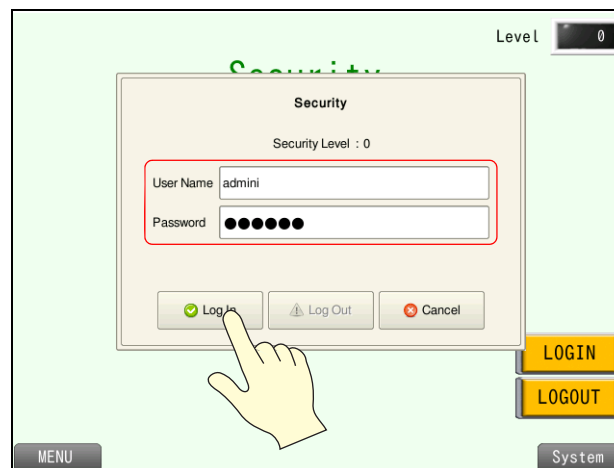 Level 0
Security
Security
Security Level : 0
User Name admini
Password ●●●●●●
Log In
Log Out
Cancel
LOGIN
LOGOUT
MENU
System